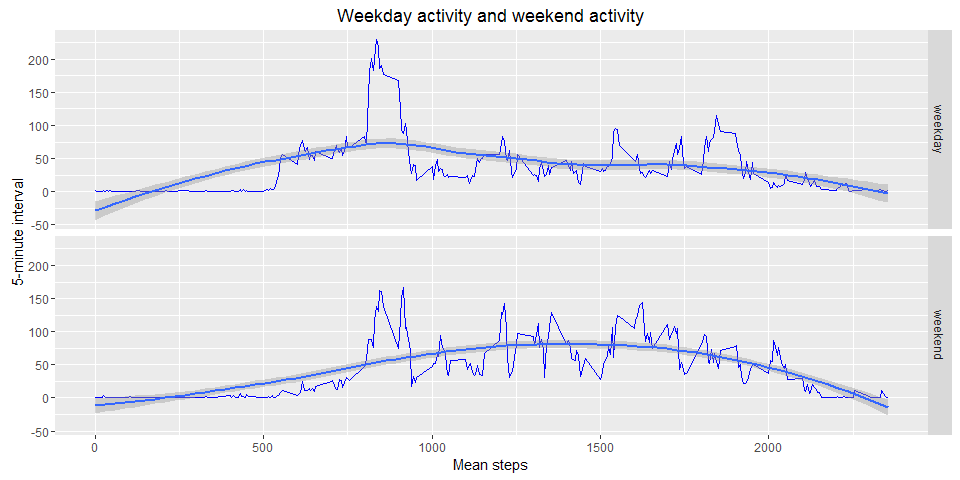 Weekday activity and weekend activity
5-minute interval
200
150
100
50
0
-50
weekday
200
150
100
50
0
-50
weekend
0 500 1000 1500 2000
Mean steps